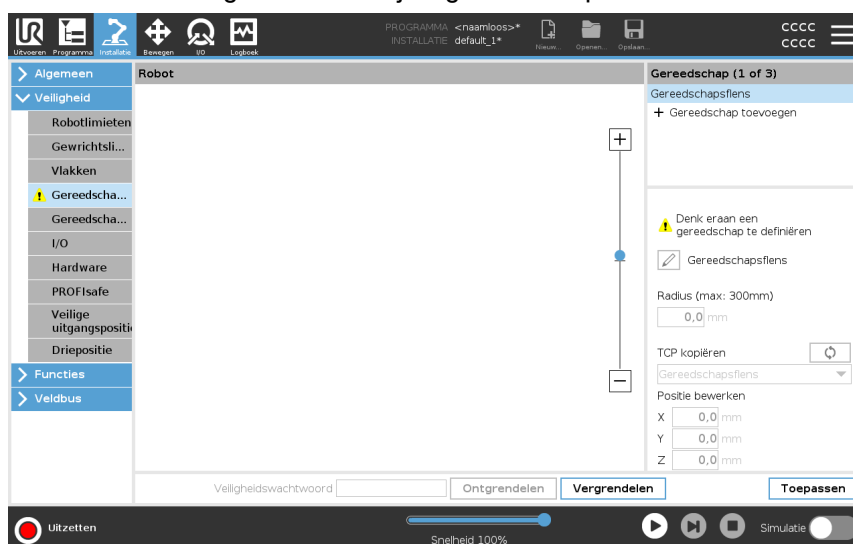 UR
Uitvoeren Programma Installatie Bewegen I/O Logboek
PROGRAMMA <naamloos>*
INSTALLATIE default_1*
Nieuw... Openen... Opslaan...
cccc
cccc
Algemeen
Veiligheid
Robotlimieten
Gewrichtsli...
Vlakken
Gereedscha...
Gereedscha...
I/O
Hardware
PROFIsafe
Veilige
uitgangspositi
Driepositie
Functies
Veldbus
Robot
Gereedschap (1 of 3)
Gereedschapsflens
+ Gereedschap toevoegen
Denk eraan een
gereedschap te definiëren
Gereedschapsflens
Radius (max: 300mm)
0,0 mm
TCP kopiëren
Gereedschapsflens
Positie bewerken
X 0,0 mm
Y 0,0 mm
Z 0,0 mm
Veiligheidswachtwoord Ontgrendelen Vergrendelen Toepassen
Uitzetten
Snelheid 100%
Simulatie